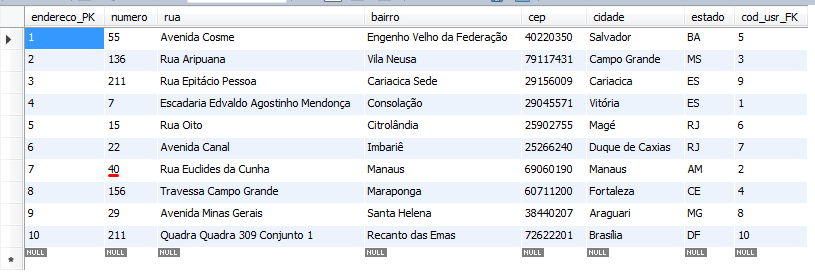 endereco_PK numero rua bairro cep cidade estado cod_usr_FK
1 55 Avenida Cosme Engenho Velho da Federação 40220350 Salvador BA 5
2 136 Rua Aripuana Vila Neusa 79117431 Campo Grande MS 3
3 211 Rua Epitácio Pessoa Cariacica Sede 29156009 Cariacica ES 9
4 7 Escadaria Edvaldo Agostinho Mendonça Consolação 29045571 Vitória ES 1
5 15 Rua Oito Citrolândia 25902755 Magé RJ 6
6 22 Avenida Canal Imbariê 25266240 Duque de Caxias RJ 7
7 40 Rua Euclides da Cunha Manaus 69060190 Manaus AM 2
8 156 Travessa Campo Grande Maraponga 60711200 Fortaleza CE 4
9 29 Avenida Minas Gerais Santa Helena 38440207 Araguari MG 8
10 211 Quadra Quadra 309 Conjunto 1 Recanto das Emas 72622201 Brasília DF 10
NULL NULL NULL NULL NULL NULL NULL NULL